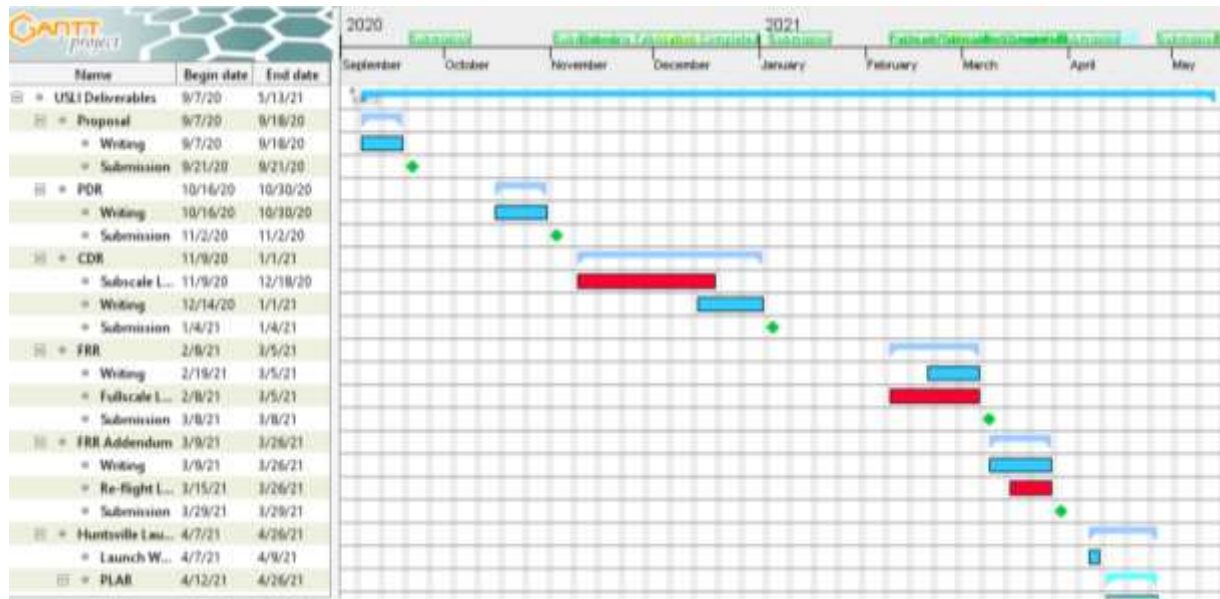 GANTT project
2020 2021
September October November December January February March April May
Name Begin date End date
USLI Deliverables 9/7/20 5/13/21
Proposal 9/7/20 9/18/20
Writing 9/7/20 9/18/20
Submission 9/21/20 9/21/20
PDR 10/16/20 10/30/20
Writing 10/16/20 10/30/20
Submission 11/2/20 11/2/20
CDR 11/9/20 1/1/21
Subscale L... 11/9/20 12/18/20
Writing 12/14/20 1/1/21
Submission 1/4/21 1/4/21
FRR 2/8/21 3/5/21
Writing 2/19/21 3/5/21
Fullscale L... 2/8/21 3/5/21
Submission 3/8/21 3/8/21
FRR Addendum 3/9/21 3/26/21
Writing 3/9/21 3/26/21
Re-flight L... 3/15/21 3/26/21
Submission 3/29/21 3/29/21
Huntsville Lau... 4/7/21 4/26/21
Launch W... 4/7/21 4/9/21
PLAR 4/12/21 4/26/21